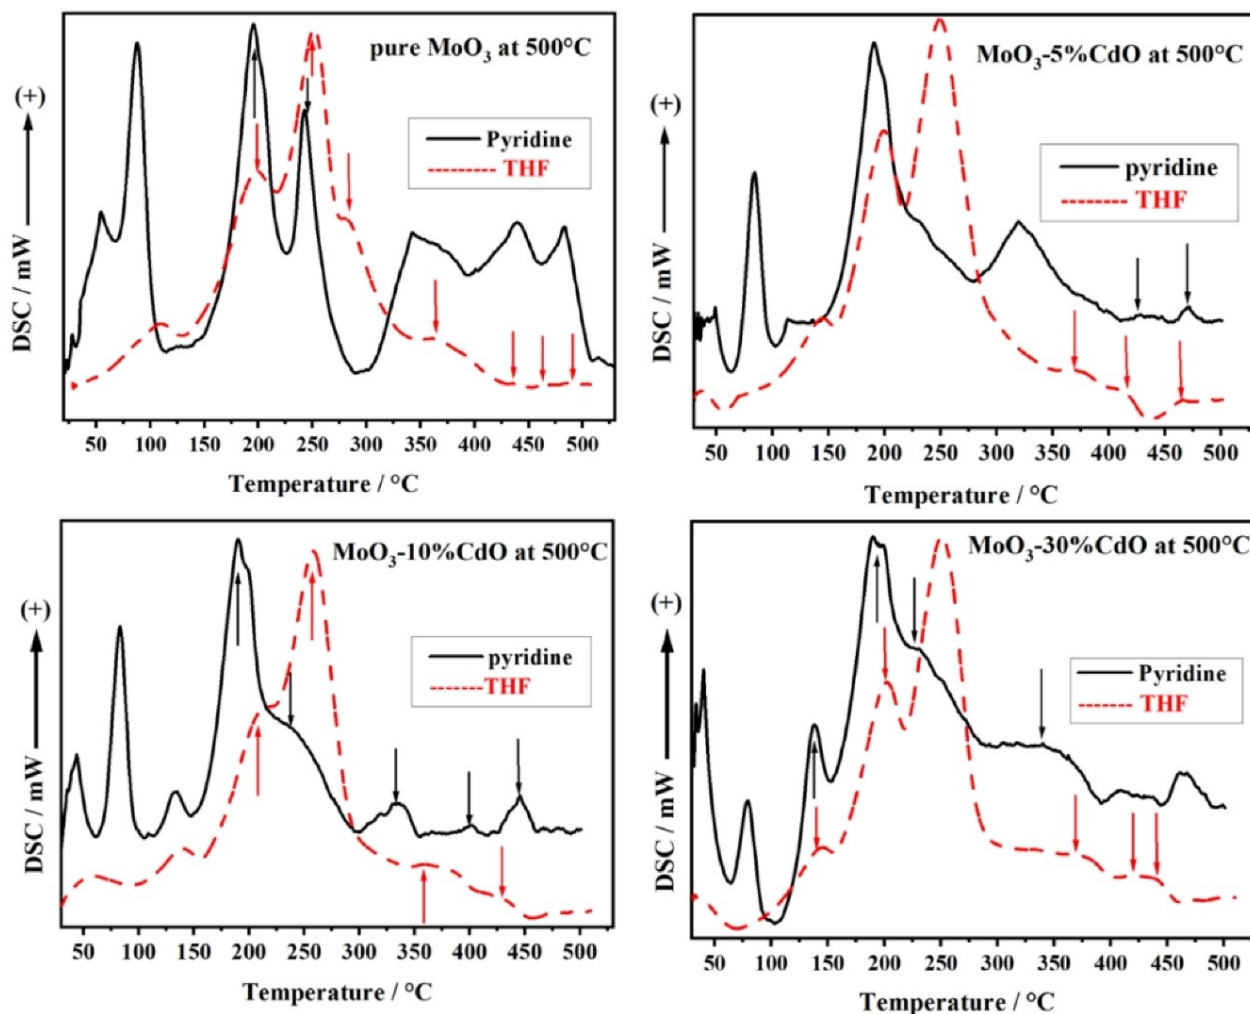 pure MoO₃ at 500°C
(+)
DSC / mW
Pyridine
THF
50 100 150 200 250 300 350 400 450 500
Temperature / °C
MoO₃-5%CdO at 500°C
(+)
DSC / mW
pyridine
THF
50 100 150 200 250 300 350 400 450 500
Temperature / °C
MoO₃-10%CdO at 500°C
(+)
DSC / mW
pyridine
THF
50 100 150 200 250 300 350 400 450 500
Temperature / °C
MoO₃-30%CdO at 500°C
(+)
DSC / mW
Pyridine
THF
50 100 150 200 250 300 350 400 450 500
Temperature / °C